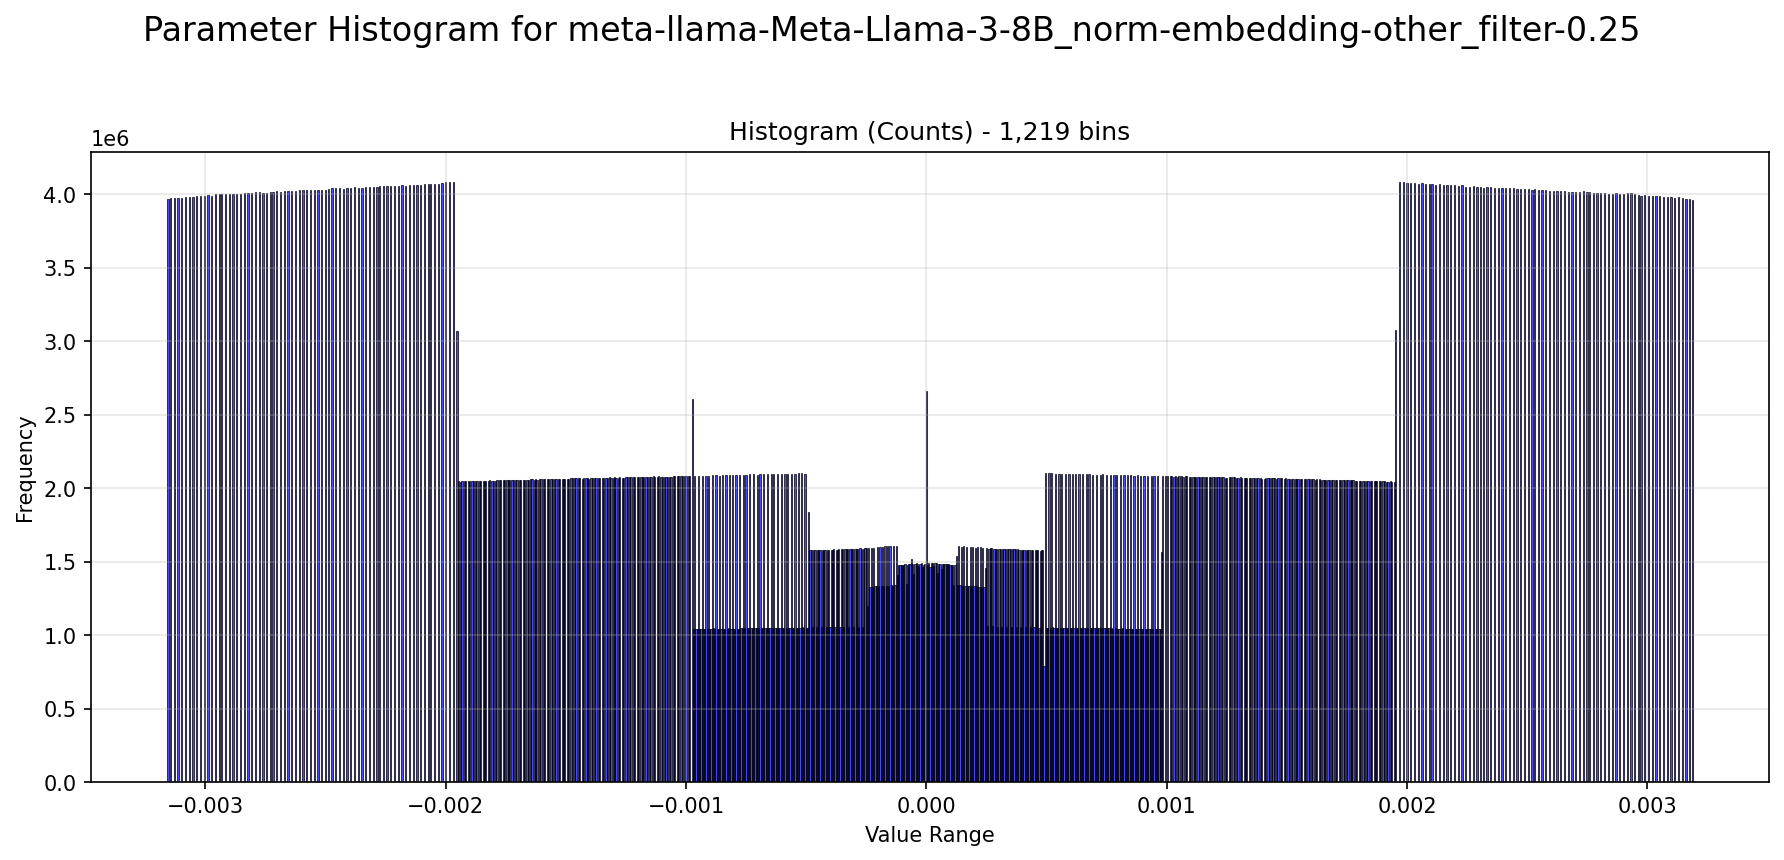 Parameter Histogram for meta-llama-Meta-Llama-3-8B_norm-embedding-other_filter-0.25
Histogram (Counts) - 1,219 bins
1e6
4.0
3.5
3.0
2.5
2.0
1.5
1.0
0.5
0.0
Frequency
−0.003 −0.002 −0.001 0.000 0.001 0.002 0.003
Value Range